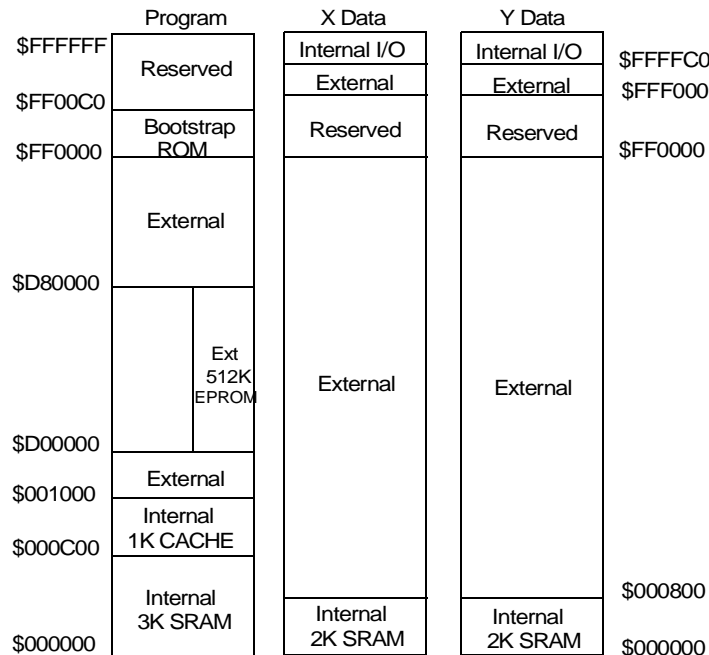 Program X Data Y Data
$FFFFFF
Internal I/O
Internal I/O
$FFFFC0
Reserved
External
External
$FFF000
$FF00C0
Bootstrap
ROM
Reserved
Reserved
$FF0000
$FF0000
External
$D80000
Ext
512K
EPROM
External
External
$D00000
External
$001000
Internal
1K CACHE
$000C00
$000800
Internal
3K SRAM
Internal
2K SRAM
Internal
2K SRAM
$000000
$000000